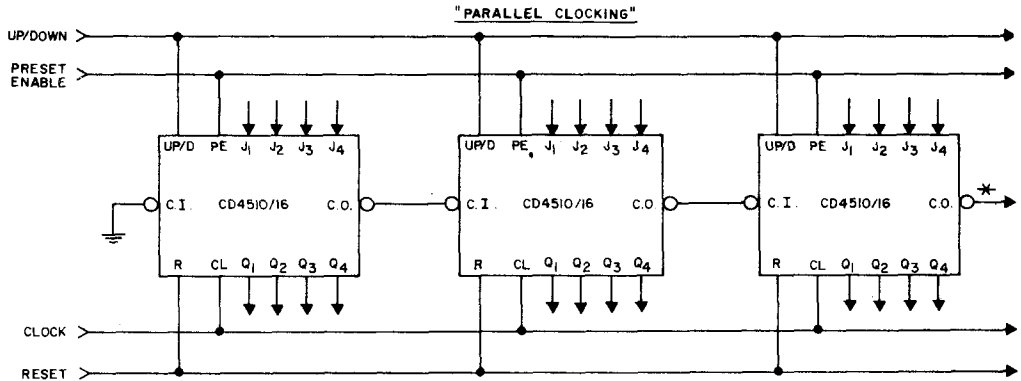 "PARALLEL CLOCKING"
UP/DOWN
PRESET
ENABLE
UP/D PE J1 J2 J3 J4
UP/D PE, J1 J2 J3 J4
UP/D PE J1 J2 J3 J4
C.I. CD4510/16 C.O.
C.I. CD4510/16 C.O.
C.I. CD4510/16 C.O.
*
R CL Q1 Q2 Q3 Q4
R CL Q1 Q2 Q3 Q4
R CL Q1 Q2 Q3 Q4
CLOCK
RESET